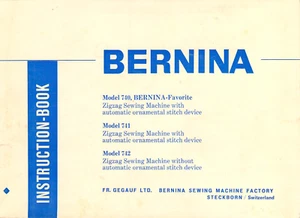 BERNINA
INSTRUCTION-BOOK
Model 740, BERNINA-Favorite
Zigzag Sewing Machine with
automatic ornamental stitch device
Model 741
Zigzag Sewing Machine with
automatic ornamental stitch device
Model 742
Zigzag Sewing Machine without
automatic ornamental stitch device
FR. GEGAUF LTD. BERNINA SEWING MACHINE FACTORY
STECKBORN / Switzerland